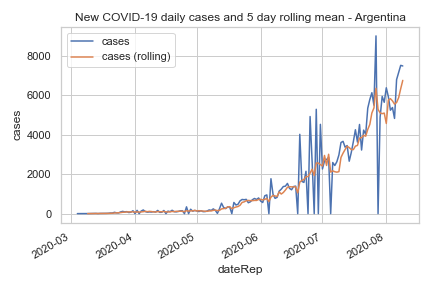 New COVID-19 daily cases and 5 day rolling mean - Argentina
cases
cases (rolling)
8000
6000
4000
2000
0
cases
2020-03
2020-04
2020-05
2020-06
2020-07
2020-08
dateRep